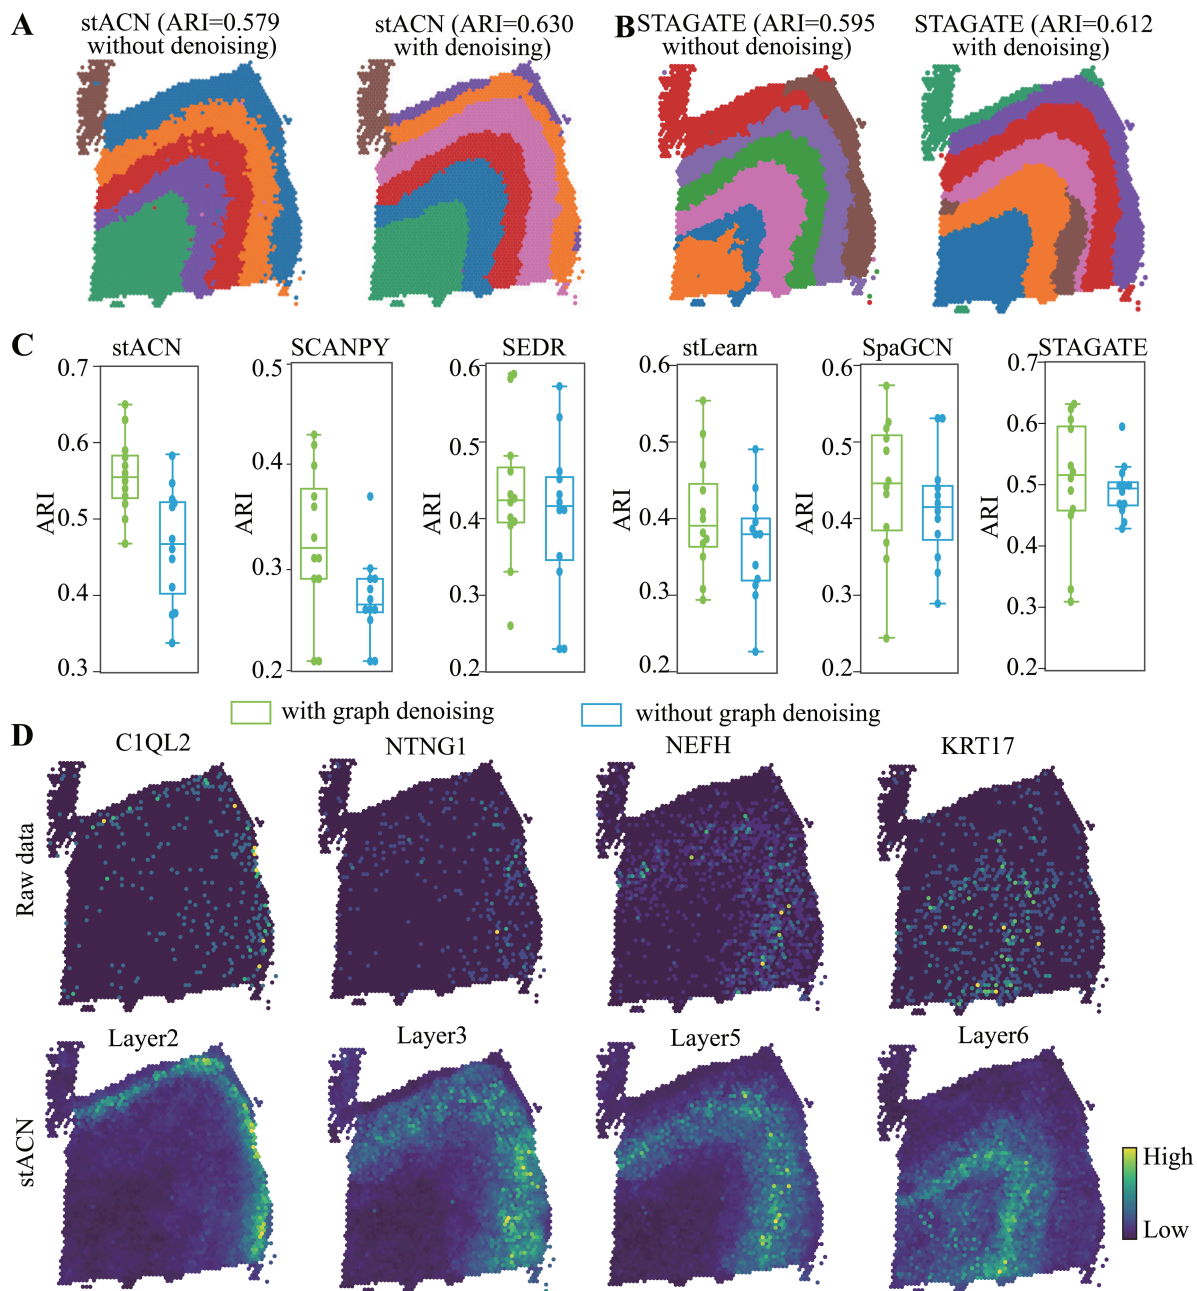 A
stACN (ARI=0.579
without denoising)
stACN (ARI=0.630
with denoising)
B
STAGATE (ARI=0.595
without denoising)
STAGATE (ARI=0.612
with denoising)
C
stACN
ARI
0.7
0.6
0.5
0.4
0.3
SCANPY
ARI
0.5
0.4
0.3
0.2
SEDR
ARI
0.6
0.5
0.4
0.3
0.2
stLearn
ARI
0.6
0.5
0.4
0.3
0.2
SpaGCN
ARI
0.6
0.5
0.4
0.3
0.2
STAGATE
ARI
0.7
0.6
0.5
0.4
0.3
0.2
with graph denoising
without graph denoising
D
C1QL2
NTNG1
NEFH
KRT17
Raw data
Layer2
Layer3
Layer5
Layer6
stACN
High
Low